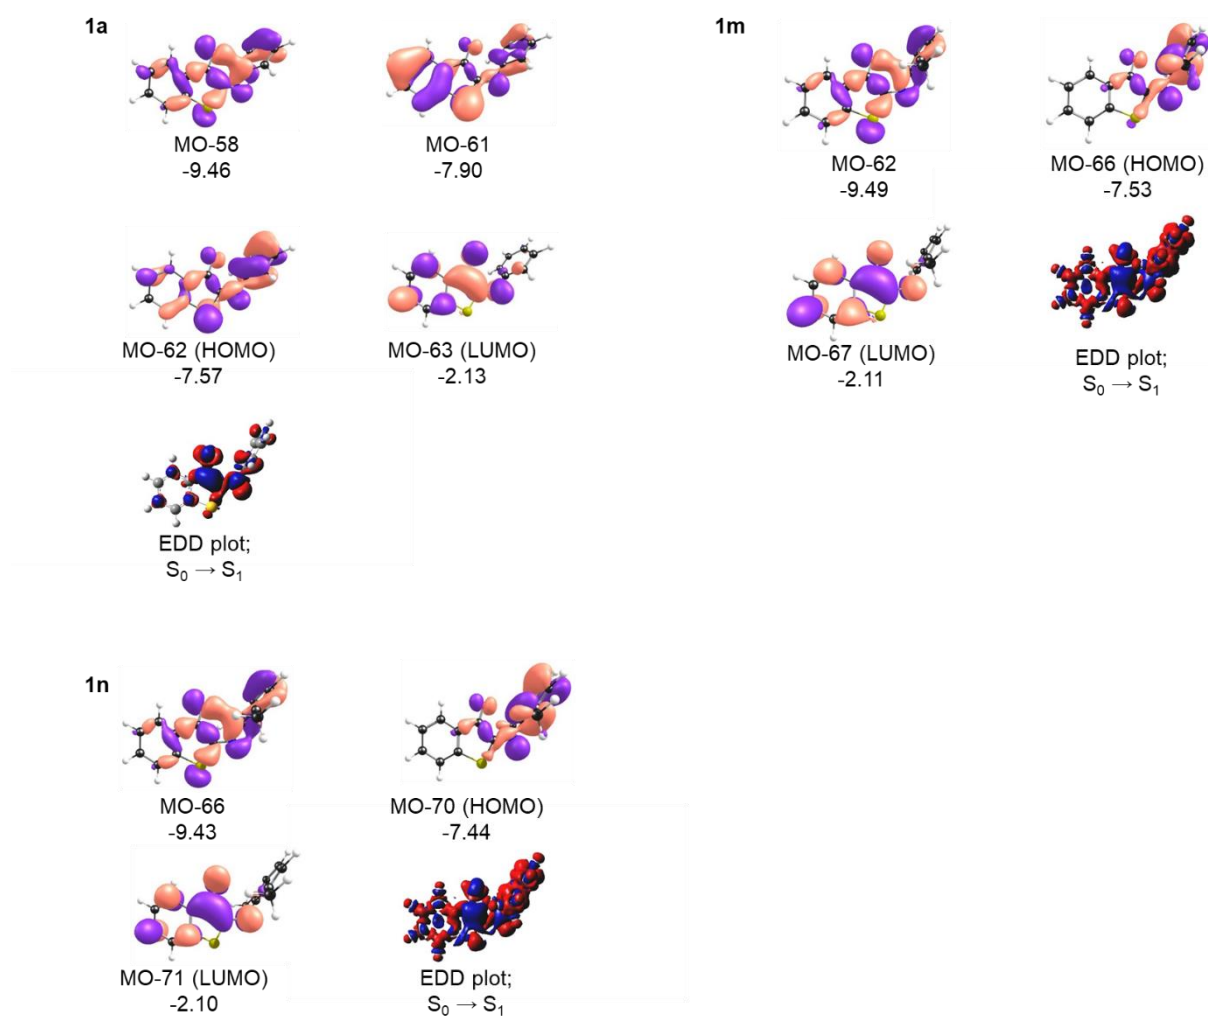 1a
MO-58
-9.46
MO-61
-7.90
MO-62 (HOMO)
-7.57
MO-63 (LUMO)
-2.13
EDD plot;
S₀ → S₁
1m
MO-62
-9.49
MO-66 (HOMO)
-7.53
MO-67 (LUMO)
-2.11
EDD plot;
S₀ → S₁
1n
MO-66
-9.43
MO-70 (HOMO)
-7.44
MO-71 (LUMO)
-2.10
EDD plot;
S₀ → S₁